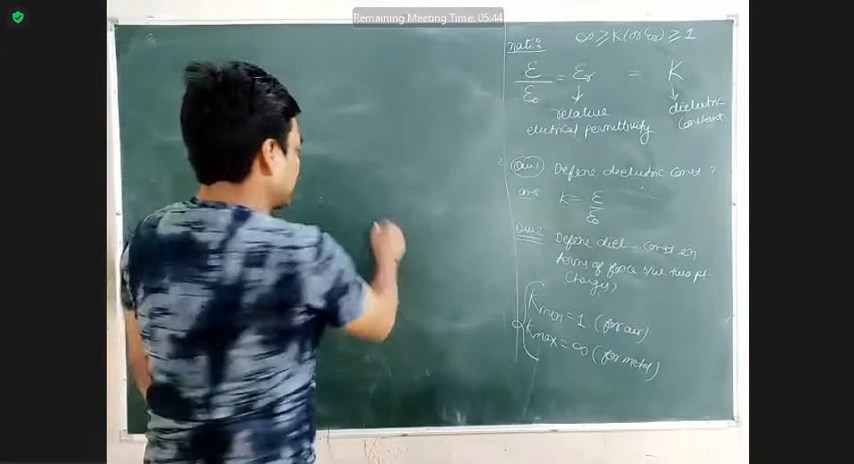 Remaining Meeting Time: 05:44
Note:
∞ ≥ K (or εr) ≥ 1
ε/ε₀ = εr = K
relative
electrical permittivity
dielectric
constant
Que1 Define dielectric const ?
ans K = ε/ε₀
Que2 Define diel - const in
terms of force b/w two pt-
charges,
Kmin = 1 (for air)
Kmax = ∞ (for metal)